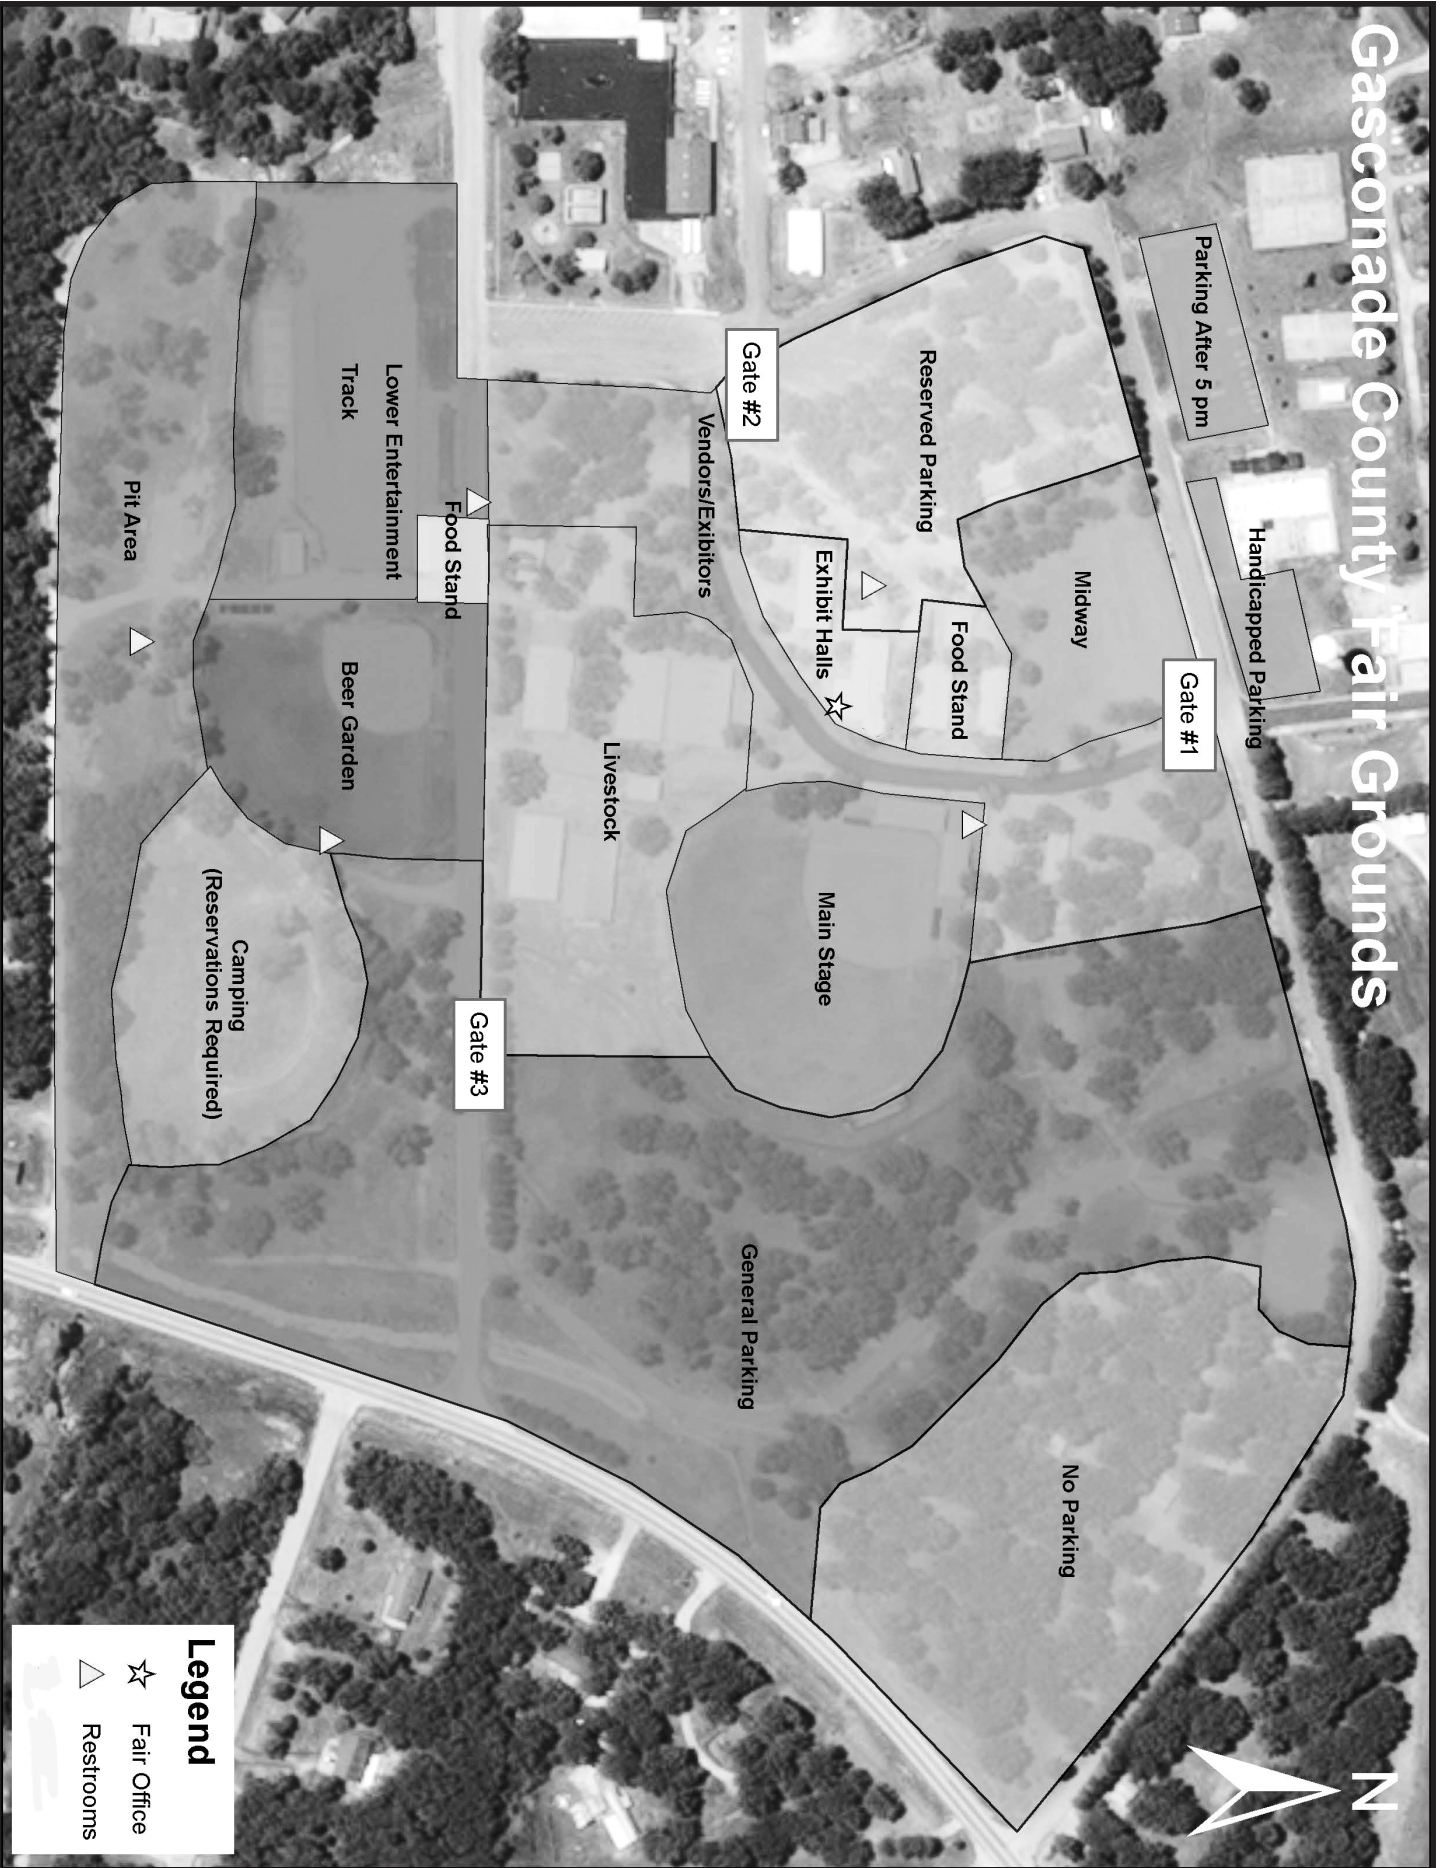 Gasconade County Fair Grounds
N
Parking After 5 pm
Handicapped Parking
Gate #1
Midway
Reserved Parking
Food Stand
Exhibit Halls
Gate #2
Vendors/Exhibitors
Main Stage
No Parking
General Parking
Livestock
Gate #3
Food Stand
Lower Entertainment
Track
Beer Garden
Camping
(Reservations Required)
Pit Area
Legend
Fair Office
Restrooms